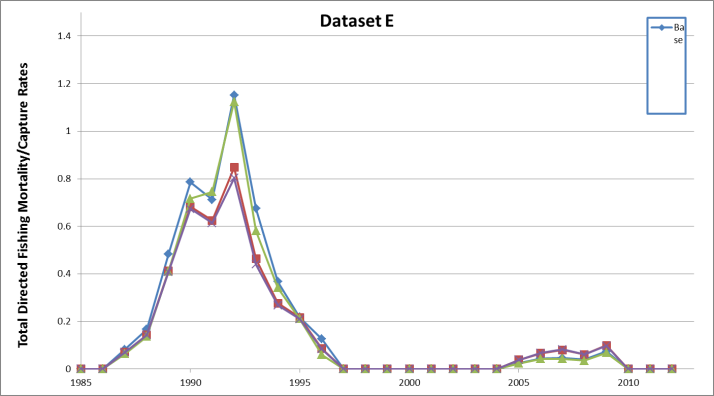 Dataset E
Ba
se
Total Directed Fishing Mortality/Capture Rates
1.4
1.2
1
0.8
0.6
0.4
0.2
0
1985 1990 1995 2000 2005 2010